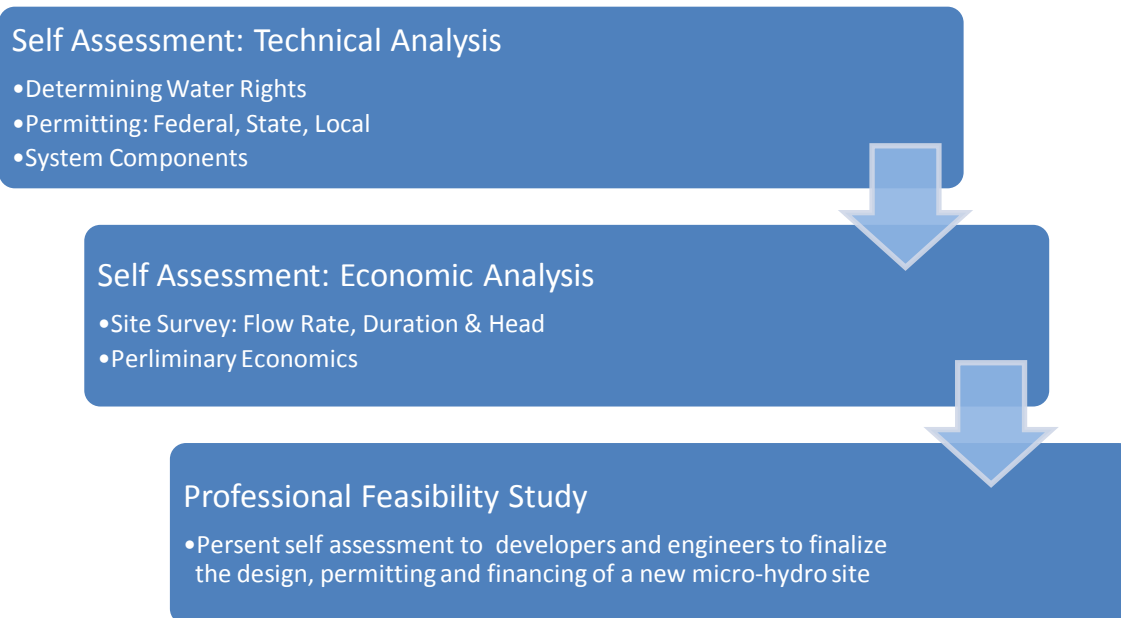 Self Assessment: Technical Analysis
•Determining Water Rights
•Permitting: Federal, State, Local
•System Components
Self Assessment: Economic Analysis
•Site Survey: Flow Rate, Duration & Head
•Perliminary Economics
Professional Feasibility Study
•Persent self assessment to developers and engineers to finalize
the design, permitting and financing of a new micro-hydro site